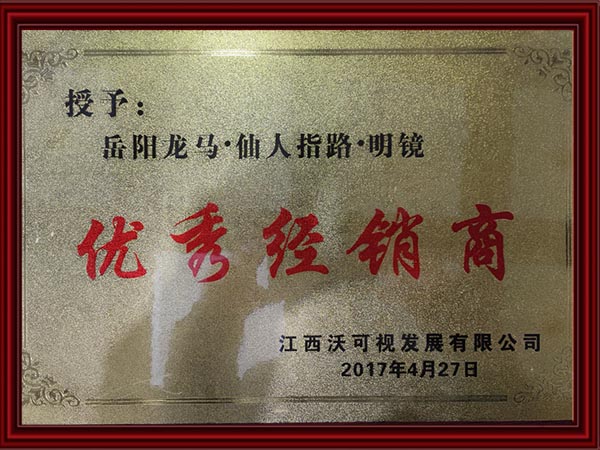 授予：
岳阳龙马·仙人指路·明镜
优秀经销商
江西沃可视发展有限公司
2017年4月27日